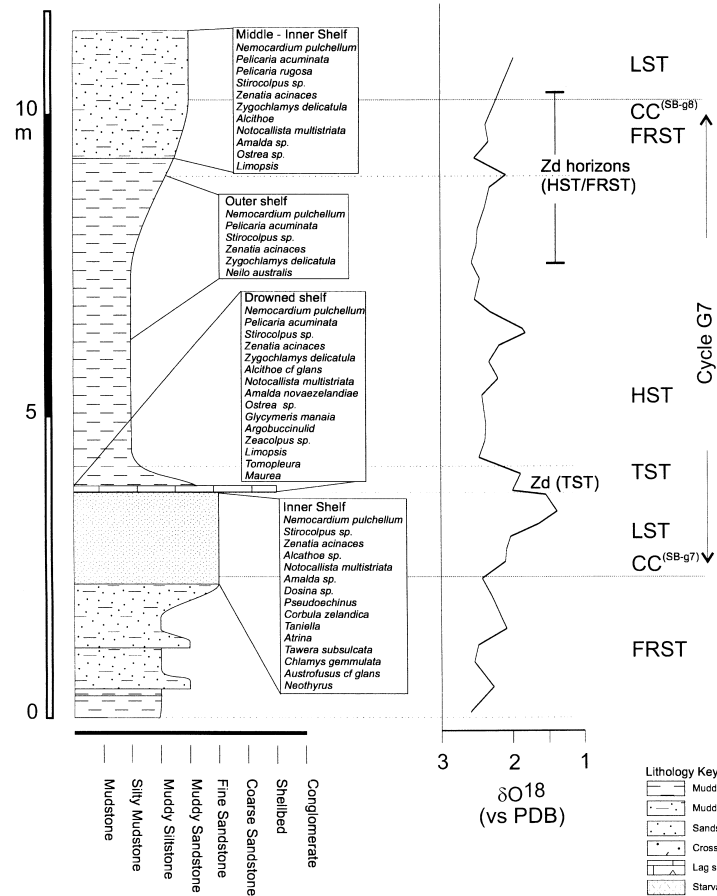 10
m
5
0
Middle - Inner Shelf
Nemocardium pulchellum
Pelicaria acuminata
Pelicaria rugosa
Stirocolpus sp.
Zenatia acinaces
Zygochlamys delicatula
Alcithoe
Notocallista multistriata
Amalda sp.
Ostrea sp.
Limopsis
Outer shelf
Nemocardium pulchellum
Pelicaria acuminata
Stirocolpus sp.
Zenatia acinaces
Zygochlamys delicatula
Neilo australis
Drowned shelf
Nemocardium pulchellum
Pelicaria acuminata
Stirocolpus sp.
Zenatia acinaces
Zygochlamys delicatula
Alcithoe cf glans
Notocallista multistriata
Amalda novaezelandiae
Ostrea sp.
Glycymeris manaia
Argobuccinulid
Zeacolpus sp.
Limopsis
Tomopleura
Maurea
Inner Shelf
Nemocardium pulchellum
Stirocolpus sp.
Zenatia acinaces
Alcathoe sp.
Notocallista multistriata
Amalda sp.
Dosina sp.
Pseudoechinus
Corbula zelandica
Taniella
Atrina
Tawera subsulcata
Chlamys gemmulata
Austrofusus cf glans
Neothyrus
Mudstone
Silty Mudstone
Muddy Siltstone
Muddy Sandstone
Fine Sandstone
Coarse Sandstone
Shellbed
Conglomerate
Zd horizons
(HST/FRST)
Zd (TST)
3 2 1
δO18
(vs PDB)
LST
CC(SB-g8)
FRST
HST
TST
LST
CC(SB-g7)
FRST
Cycle G7
Lithology Key
Mudd
Mudd
Sands
Cross
Lag s
Starva